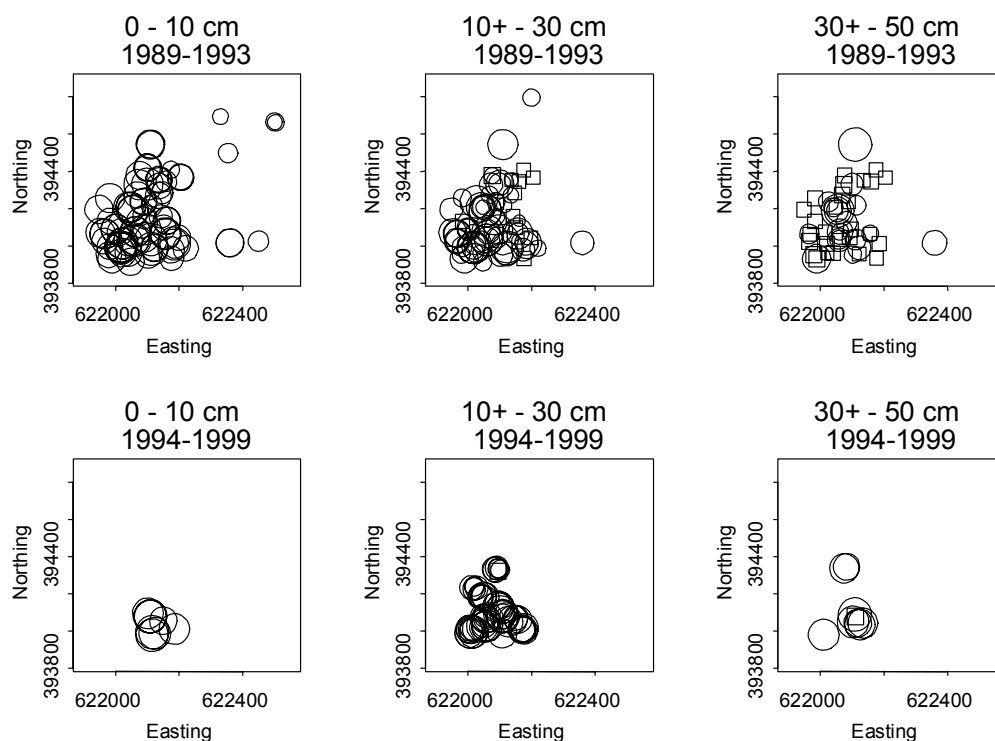 0 - 10 cm
1989-1993
Northing
394400
393800
622000
622400
Easting
10+ - 30 cm
1989-1993
Northing
394400
393800
622000
622400
Easting
30+ - 50 cm
1989-1993
Northing
394400
393800
622000
622400
Easting
0 - 10 cm
1994-1999
Northing
394400
393800
622000
622400
Easting
10+ - 30 cm
1994-1999
Northing
394400
393800
622000
622400
Easting
30+ - 50 cm
1994-1999
Northing
394400
393800
622000
622400
Easting